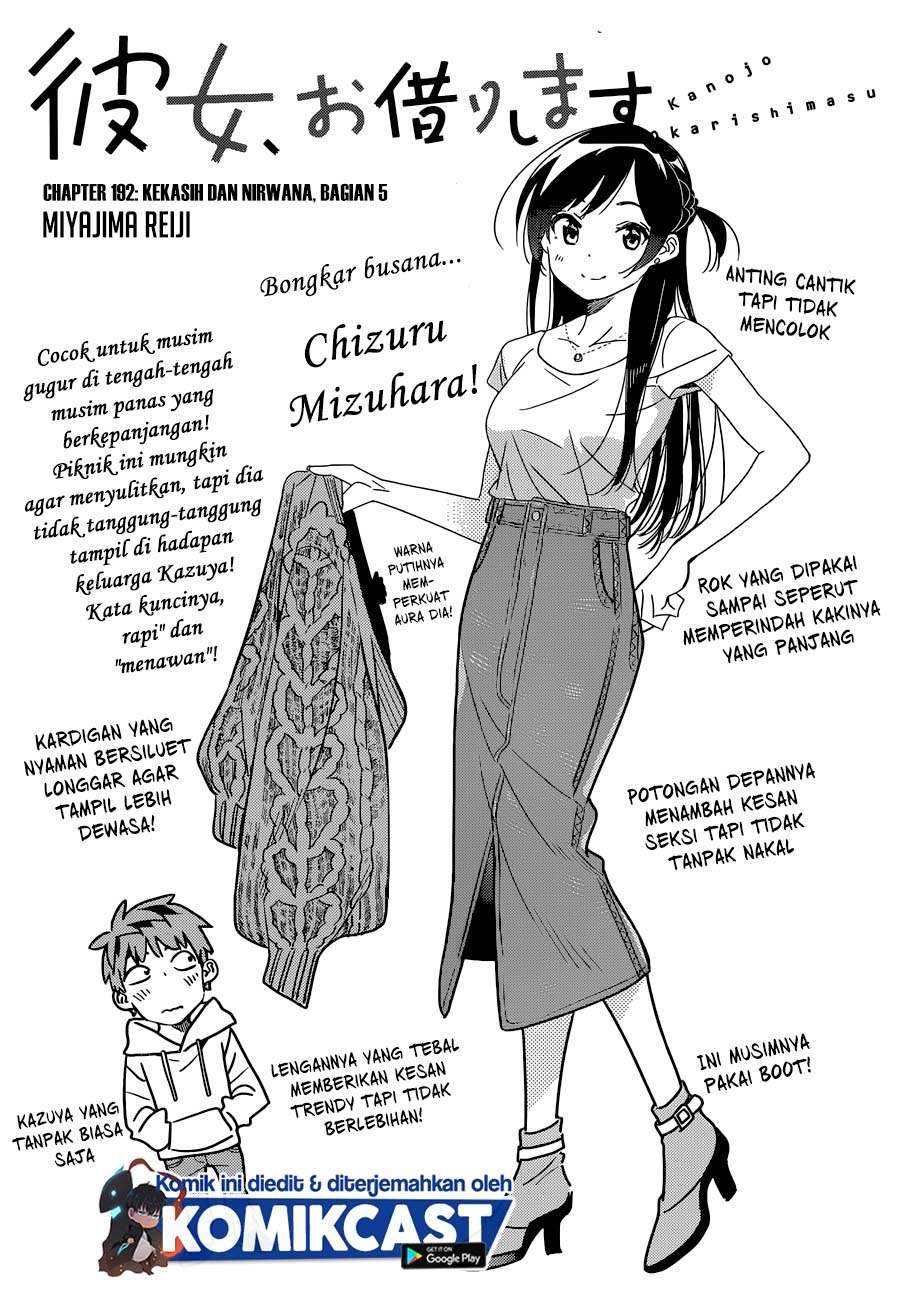 彼女、お借りします
Kanojo
Okarishimasu
CHAPTER 192: KEKASIH DAN NIRWANA, BAGIAN 5
MIYAJIMA REIJI
Bongkar busana...
Chizuru
Mizuhara!
ANTING CANTIK
TAPI TIDAK
MENCOLOK
Cocok untuk musim
gugur di tengah-tengah
musim panas yang
berkepanjangan!
Piknik ini mungkin
agar menyulitkan, tapi dia
tidak tanggung-tanggung
tampil di hadapan
keluarga Kazuya!
Kata kuncinya,
rapi" dan
"menawan"!
WARNA
PUTIHNYA
MEM-
PERKUAT
AURA DIA!
ROK YANG DIPAKAI
SAMPAI SEPERUT
MEMPERINDAH KAKINYA
YANG PANJANG
KARDIGAN YANG
NYAMAN BERSILUET
LONGGAR AGAR
TAMPIL LEBIH
DEWASA!
POTONGAN DEPANNYA
MENAMBAH KESAN
SEKSI TAPI TIDAK
TANPAK NAKAL
LENGANNYA YANG TEBAL
MEMBERIKAN KESAN
TRENDY TAPI TIDAK
BERLEBIHAN!
INI MUSIMNYA
PAKAI BOOT!
KAZUYA YANG
TANPAK BIASA
SAJA
Komik ini diedit & diterjemahkan oleh
KOMIKCAST
GET IT ON
Google Play